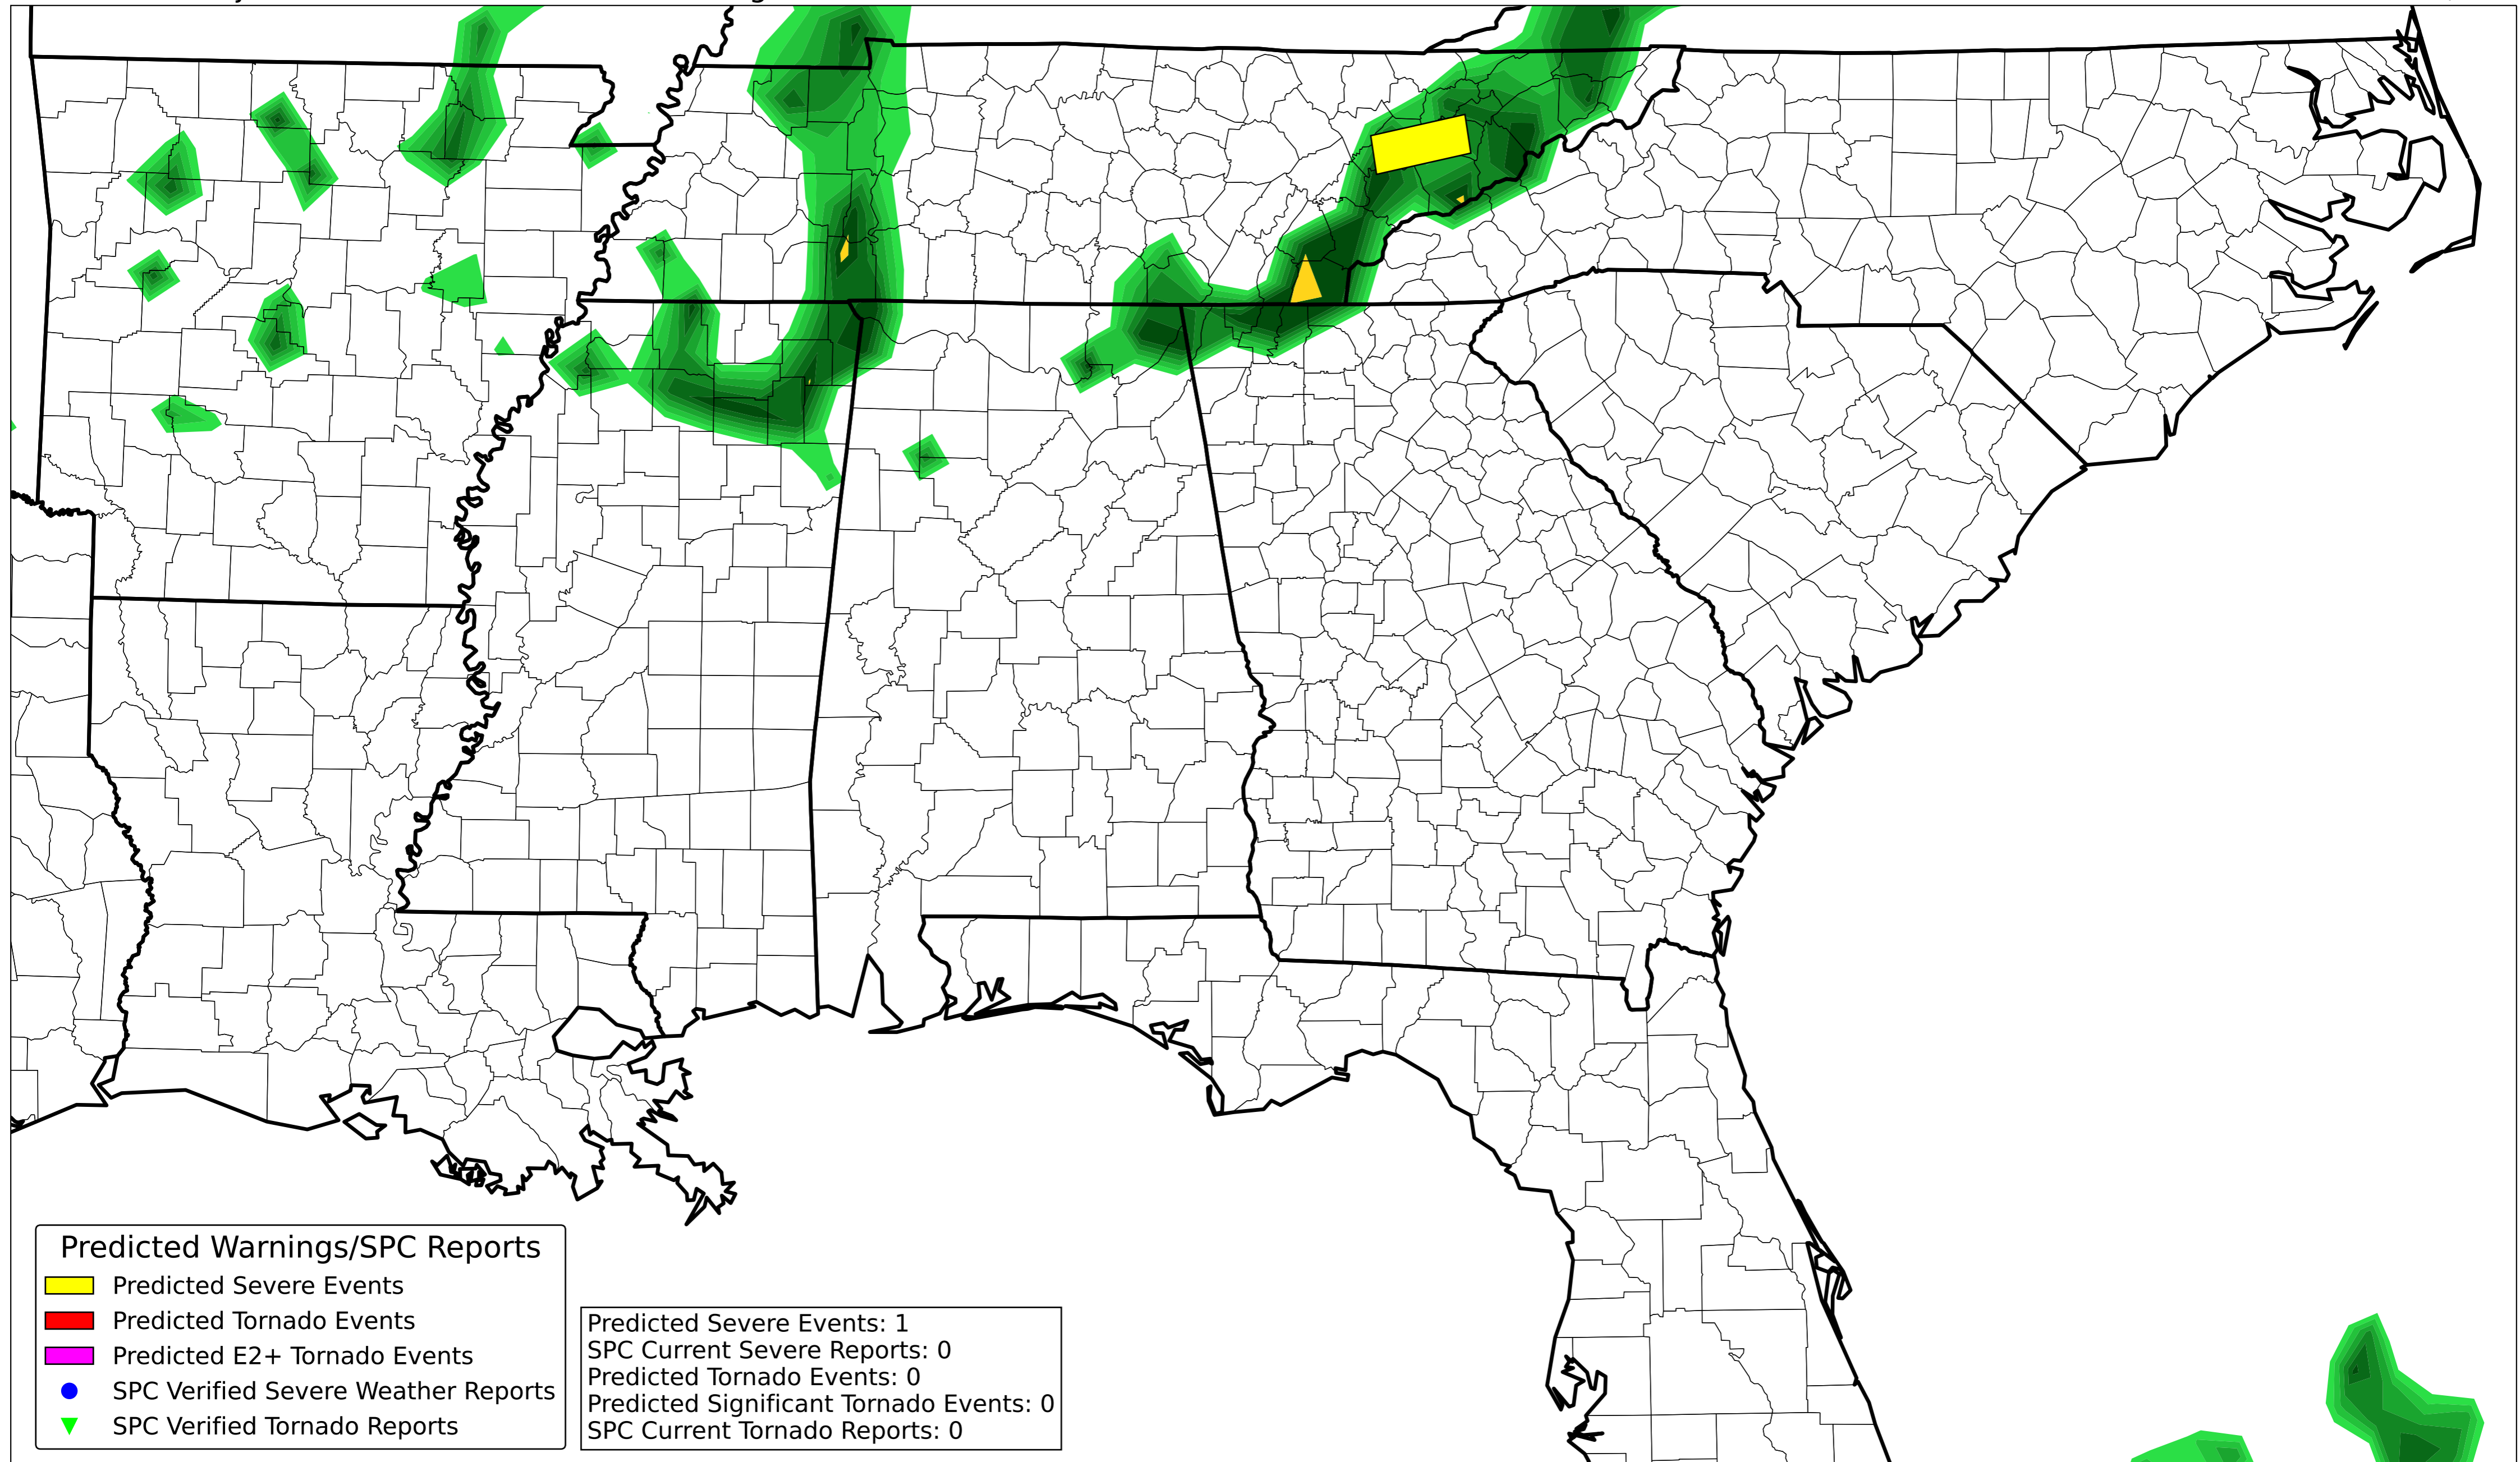 Predicted Warnings/SPC Reports
Predicted Severe Events
Predicted Tornado Events
Predicted E2+ Tornado Events
SPC Verified Severe Weather Reports
SPC Verified Tornado Reports
Predicted Severe Events: 1
SPC Current Severe Reports: 0
Predicted Tornado Events: 0
Predicted Significant Tornado Events: 0
SPC Current Tornado Reports: 0